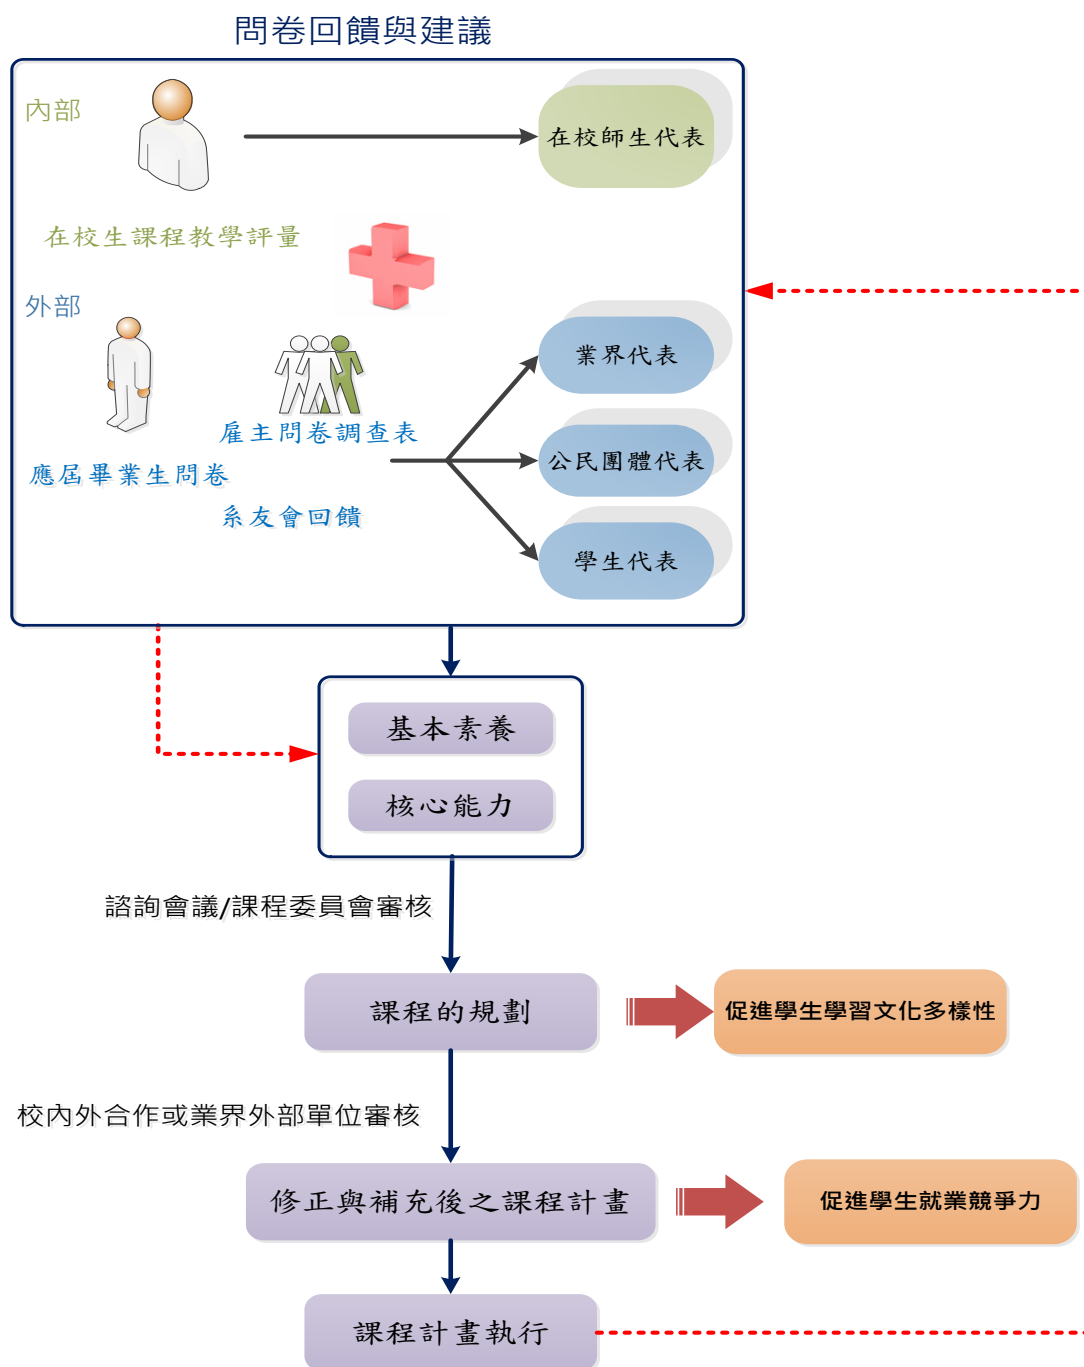 問卷回饋與建議
內部
在校師生代表
在校生課程教學評量
外部
業界代表
雇主問卷調查表
公民團體代表
應屆畢業生問卷
系友會回饋
學生代表
基本素養
核心能力
諮詢會議/課程委員會審核
課程的規劃
促進學生學習文化多樣性
校內外合作或業界外部單位審核
修正與補充後之課程計畫
促進學生就業競爭力
課程計畫執行